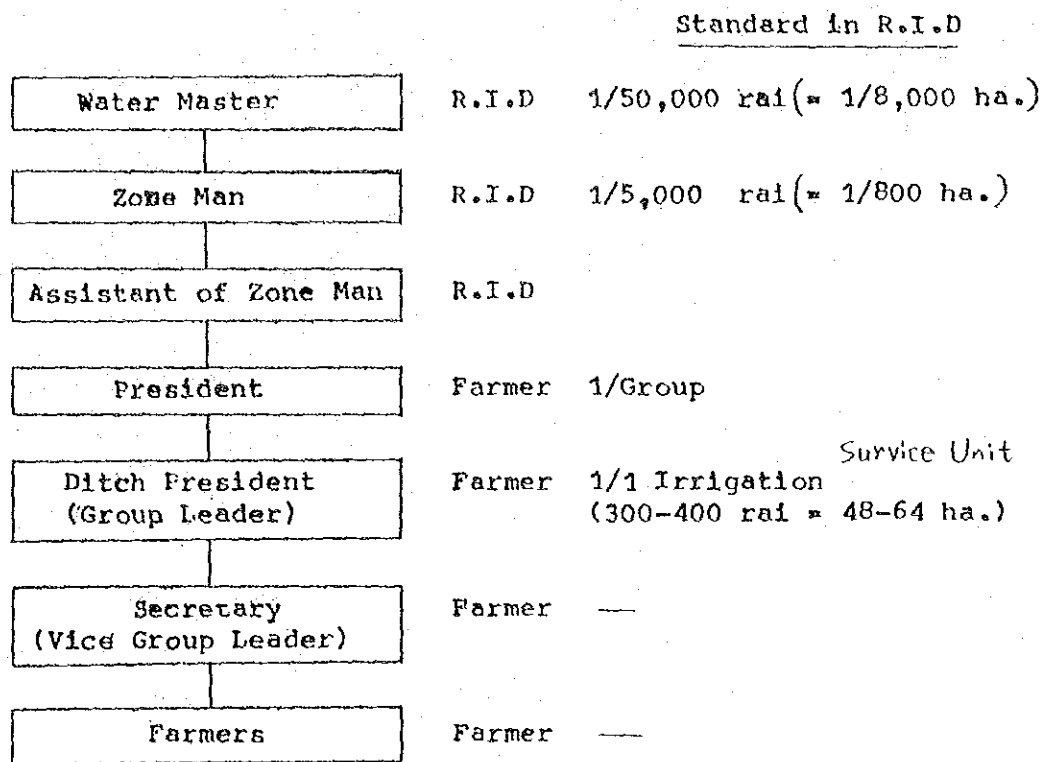 Standard in R.I.D
Water Master R.I.D 1/50,000 rai(= 1/8,000 ha.)
Zone Man R.I.D 1/5,000 rai(= 1/800 ha.)
Assistant of Zone Man R.I.D
President Farmer 1/Group
Survice Unit
Ditch President Farmer 1/1 Irrigation
(Group Leader) (300-400 rai = 48-64 ha.)
Secretary Farmer —
(Vice Group Leader)
Farmers Farmer —